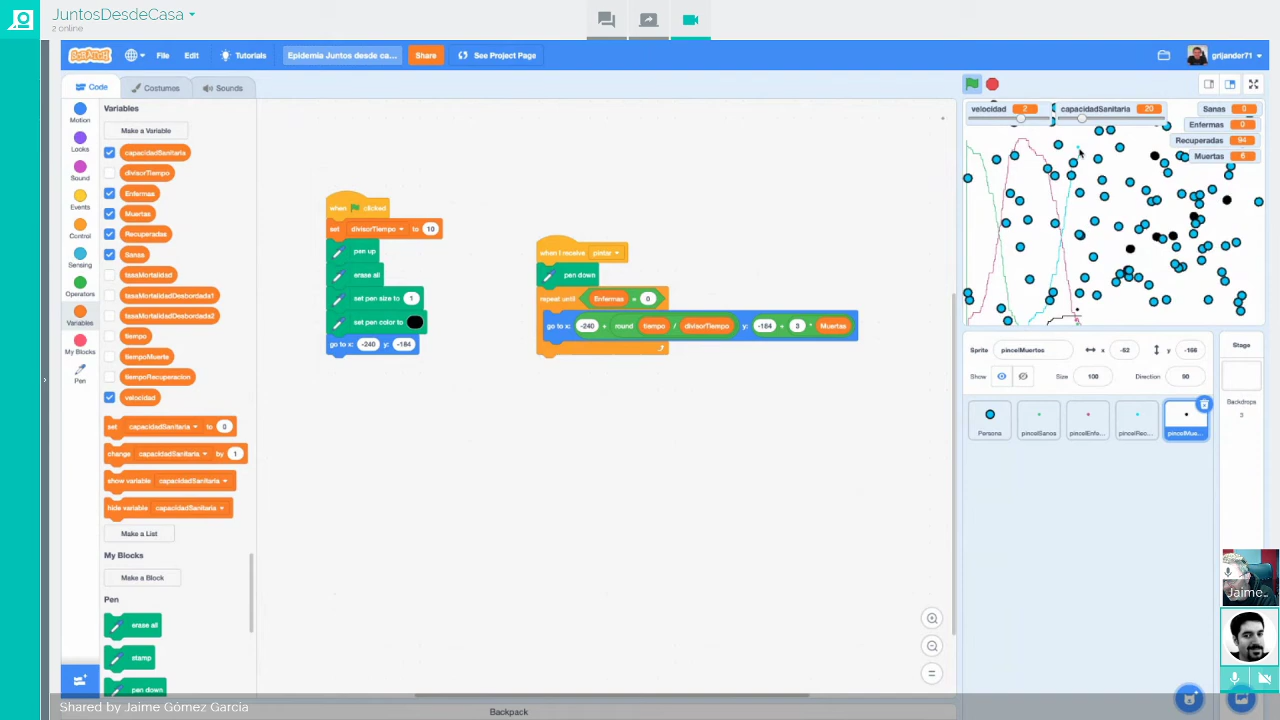 JuntosDesdeCasa
2 online
SCRATCH
File
Edit
Tutorials
Epidemia Juntos desde ca...
Share
See Project Page
grijander71
Code
Costumes
Sounds
Motion
Looks
Sound
Events
Control
Sensing
Operators
Variables
My Blocks
Pen
Variables
Make a Variable
capacidadSanitaria
divisorTiempo
Enfermas
Muertas
Recuperadas
Sanas
tasaMortalidad
tasaMortalidadDesbordada1
tasaMortalidadDesbordada2
tiempo
tiempoMuerte
tiempoRecuperacion
velocidad
set capacidadSanitaria to 0
change capacidadSanitaria by 1
show variable capacidadSanitaria
hide variable capacidadSanitaria
Make a List
My Blocks
Make a Block
Pen
erase all
stamp
pen down
when clicked
set divisorTiempo to 10
pen up
erase all
set pen size to 1
set pen color to
go to x: -240 y: -184
when I receive pintar
pen down
repeat until Enfermas = 0
go to x: -240 + round tiempo / divisorTiempo y: -184 + 3 * Muertas
velocidad 2
capacidadSanitaria 20
Sanas 0
Enfermas 0
Recuperadas 94
Muertas 6
Sprite pincelMuertos x -52 y -166
Show Size 100 Direction 90
Persona
pincelSanos
pincelEnfe...
pincelRec...
pincelMue...
Stage
Backdrops
3
Jaime...
Shared by Jaime Gómez García
Backpack